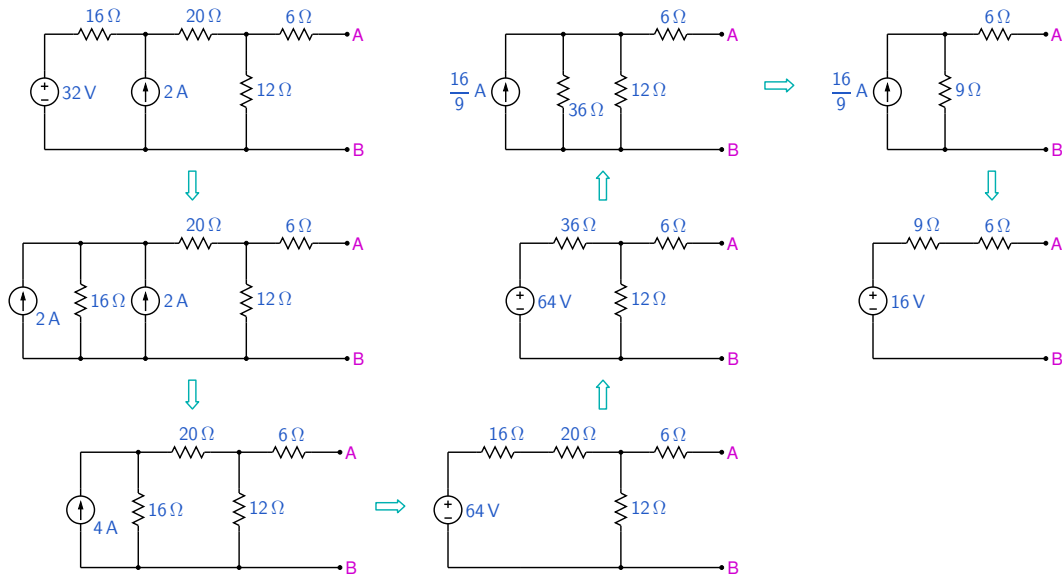 16 Ω 20 Ω 6 Ω A
32 V 2 A 12 Ω
B
20 Ω 6 Ω A
2 A 16 Ω 2 A 12 Ω
B
20 Ω 6 Ω A
4 A 16 Ω 12 Ω
B
16 Ω 20 Ω 6 Ω A
64 V 12 Ω
B
36 Ω 6 Ω A
64 V 12 Ω
B
6 Ω A
16/9 A 36 Ω 12 Ω
B
6 Ω A
16/9 A 9 Ω
B
9 Ω 6 Ω A
16 V
B